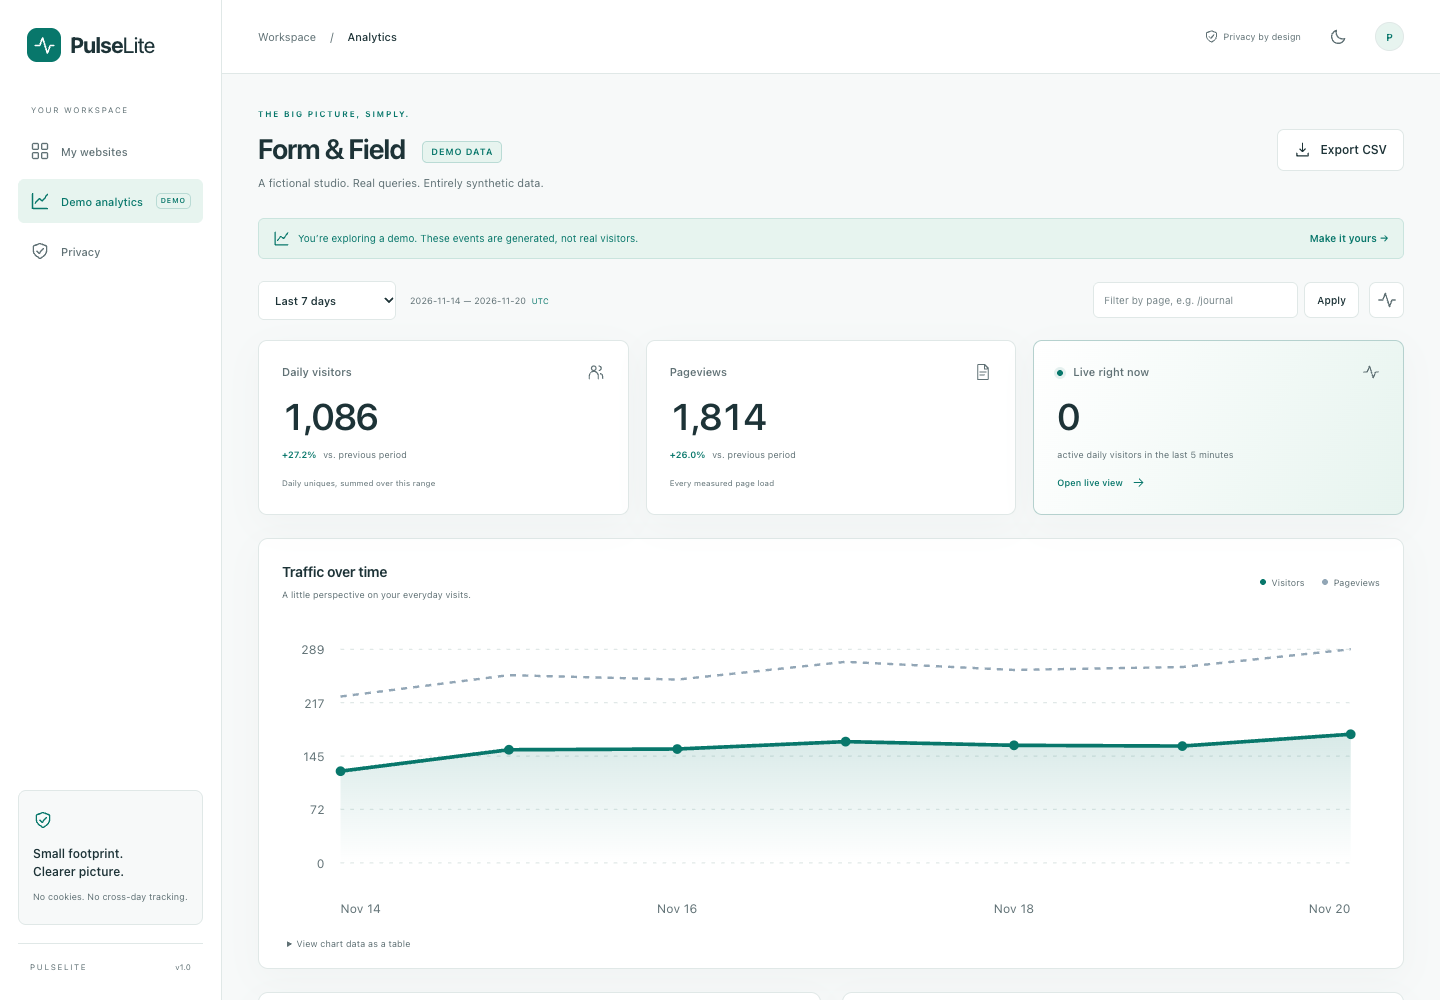 PulseLite
YOUR WORKSPACE
My websites
Demo analytics DEMO
Privacy
Small footprint.
Clearer picture.
No cookies. No cross-day tracking.
PULSELITE v1.0
Workspace / Analytics
Privacy by design
P
THE BIG PICTURE, SIMPLY.
Form & Field DEMO DATA
A fictional studio. Real queries. Entirely synthetic data.
Export CSV
You're exploring a demo. These events are generated, not real visitors.
Make it yours →
Last 7 days
2026-11-14 — 2026-11-20 UTC
Filter by page, e.g. /journal
Apply
Daily visitors
1,086
+27.2% vs. previous period
Daily uniques, summed over this range
Pageviews
1,814
+26.0% vs. previous period
Every measured page load
Live right now
0
active daily visitors in the last 5 minutes
Open live view →
Traffic over time
A little perspective on your everyday visits.
Visitors Pageviews
289
217
145
72
0
Nov 14 Nov 16 Nov 18 Nov 20
View chart data as a table